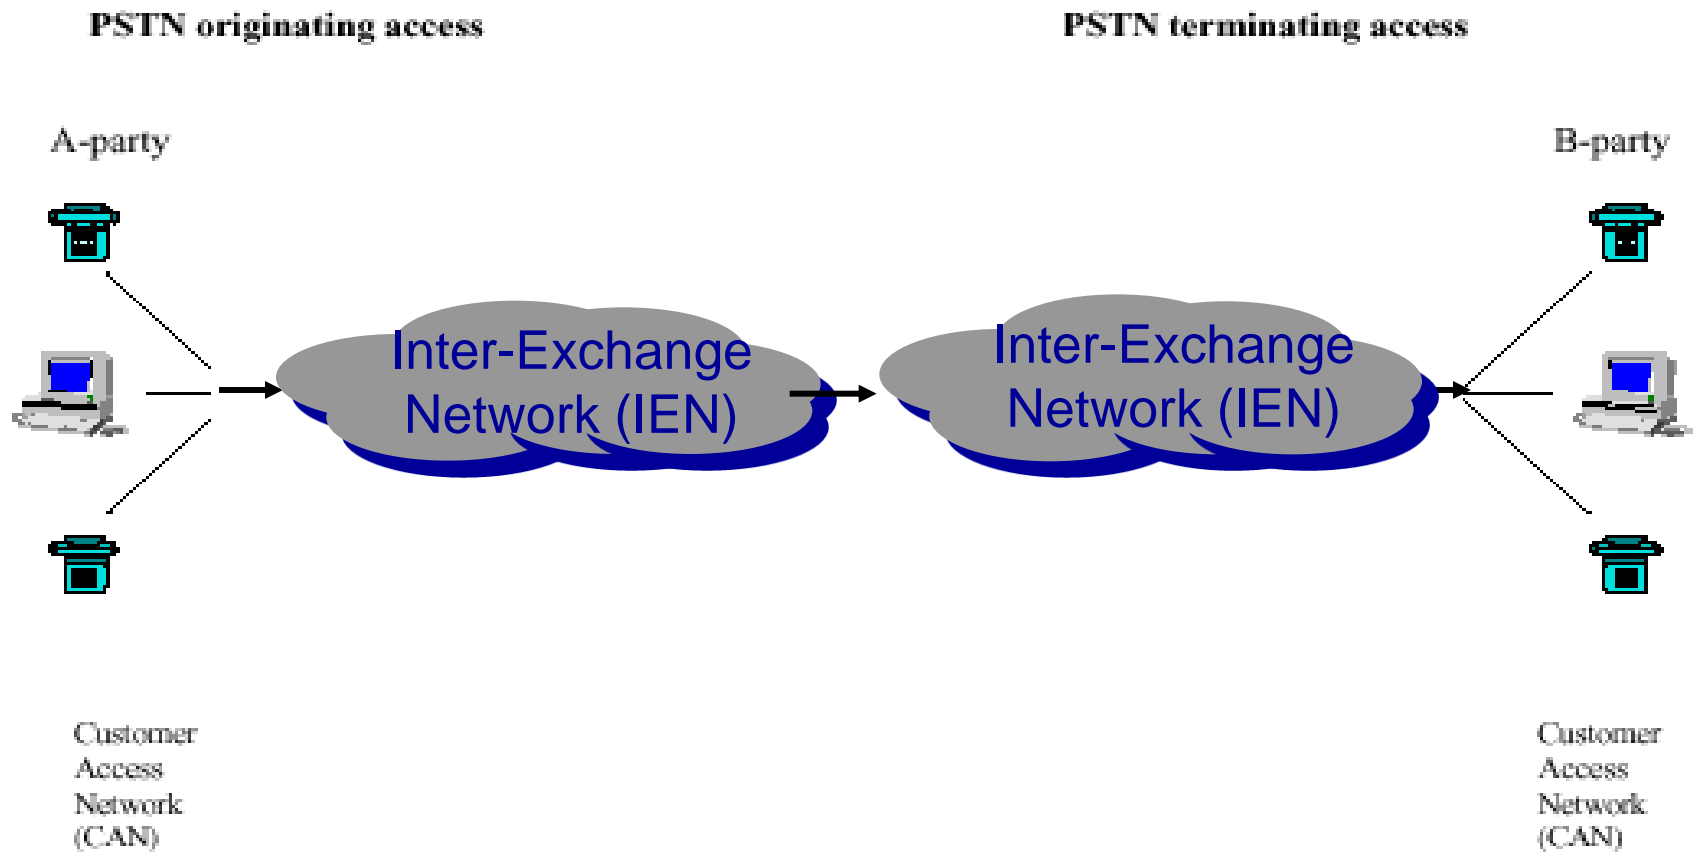 PSTN originating access
PSTN terminating access
A-party
B-party
Inter-Exchange
Network (IEN)
Inter-Exchange
Network (IEN)
Customer
Access
Network
(CAN)
Customer
Access
Network
(CAN)